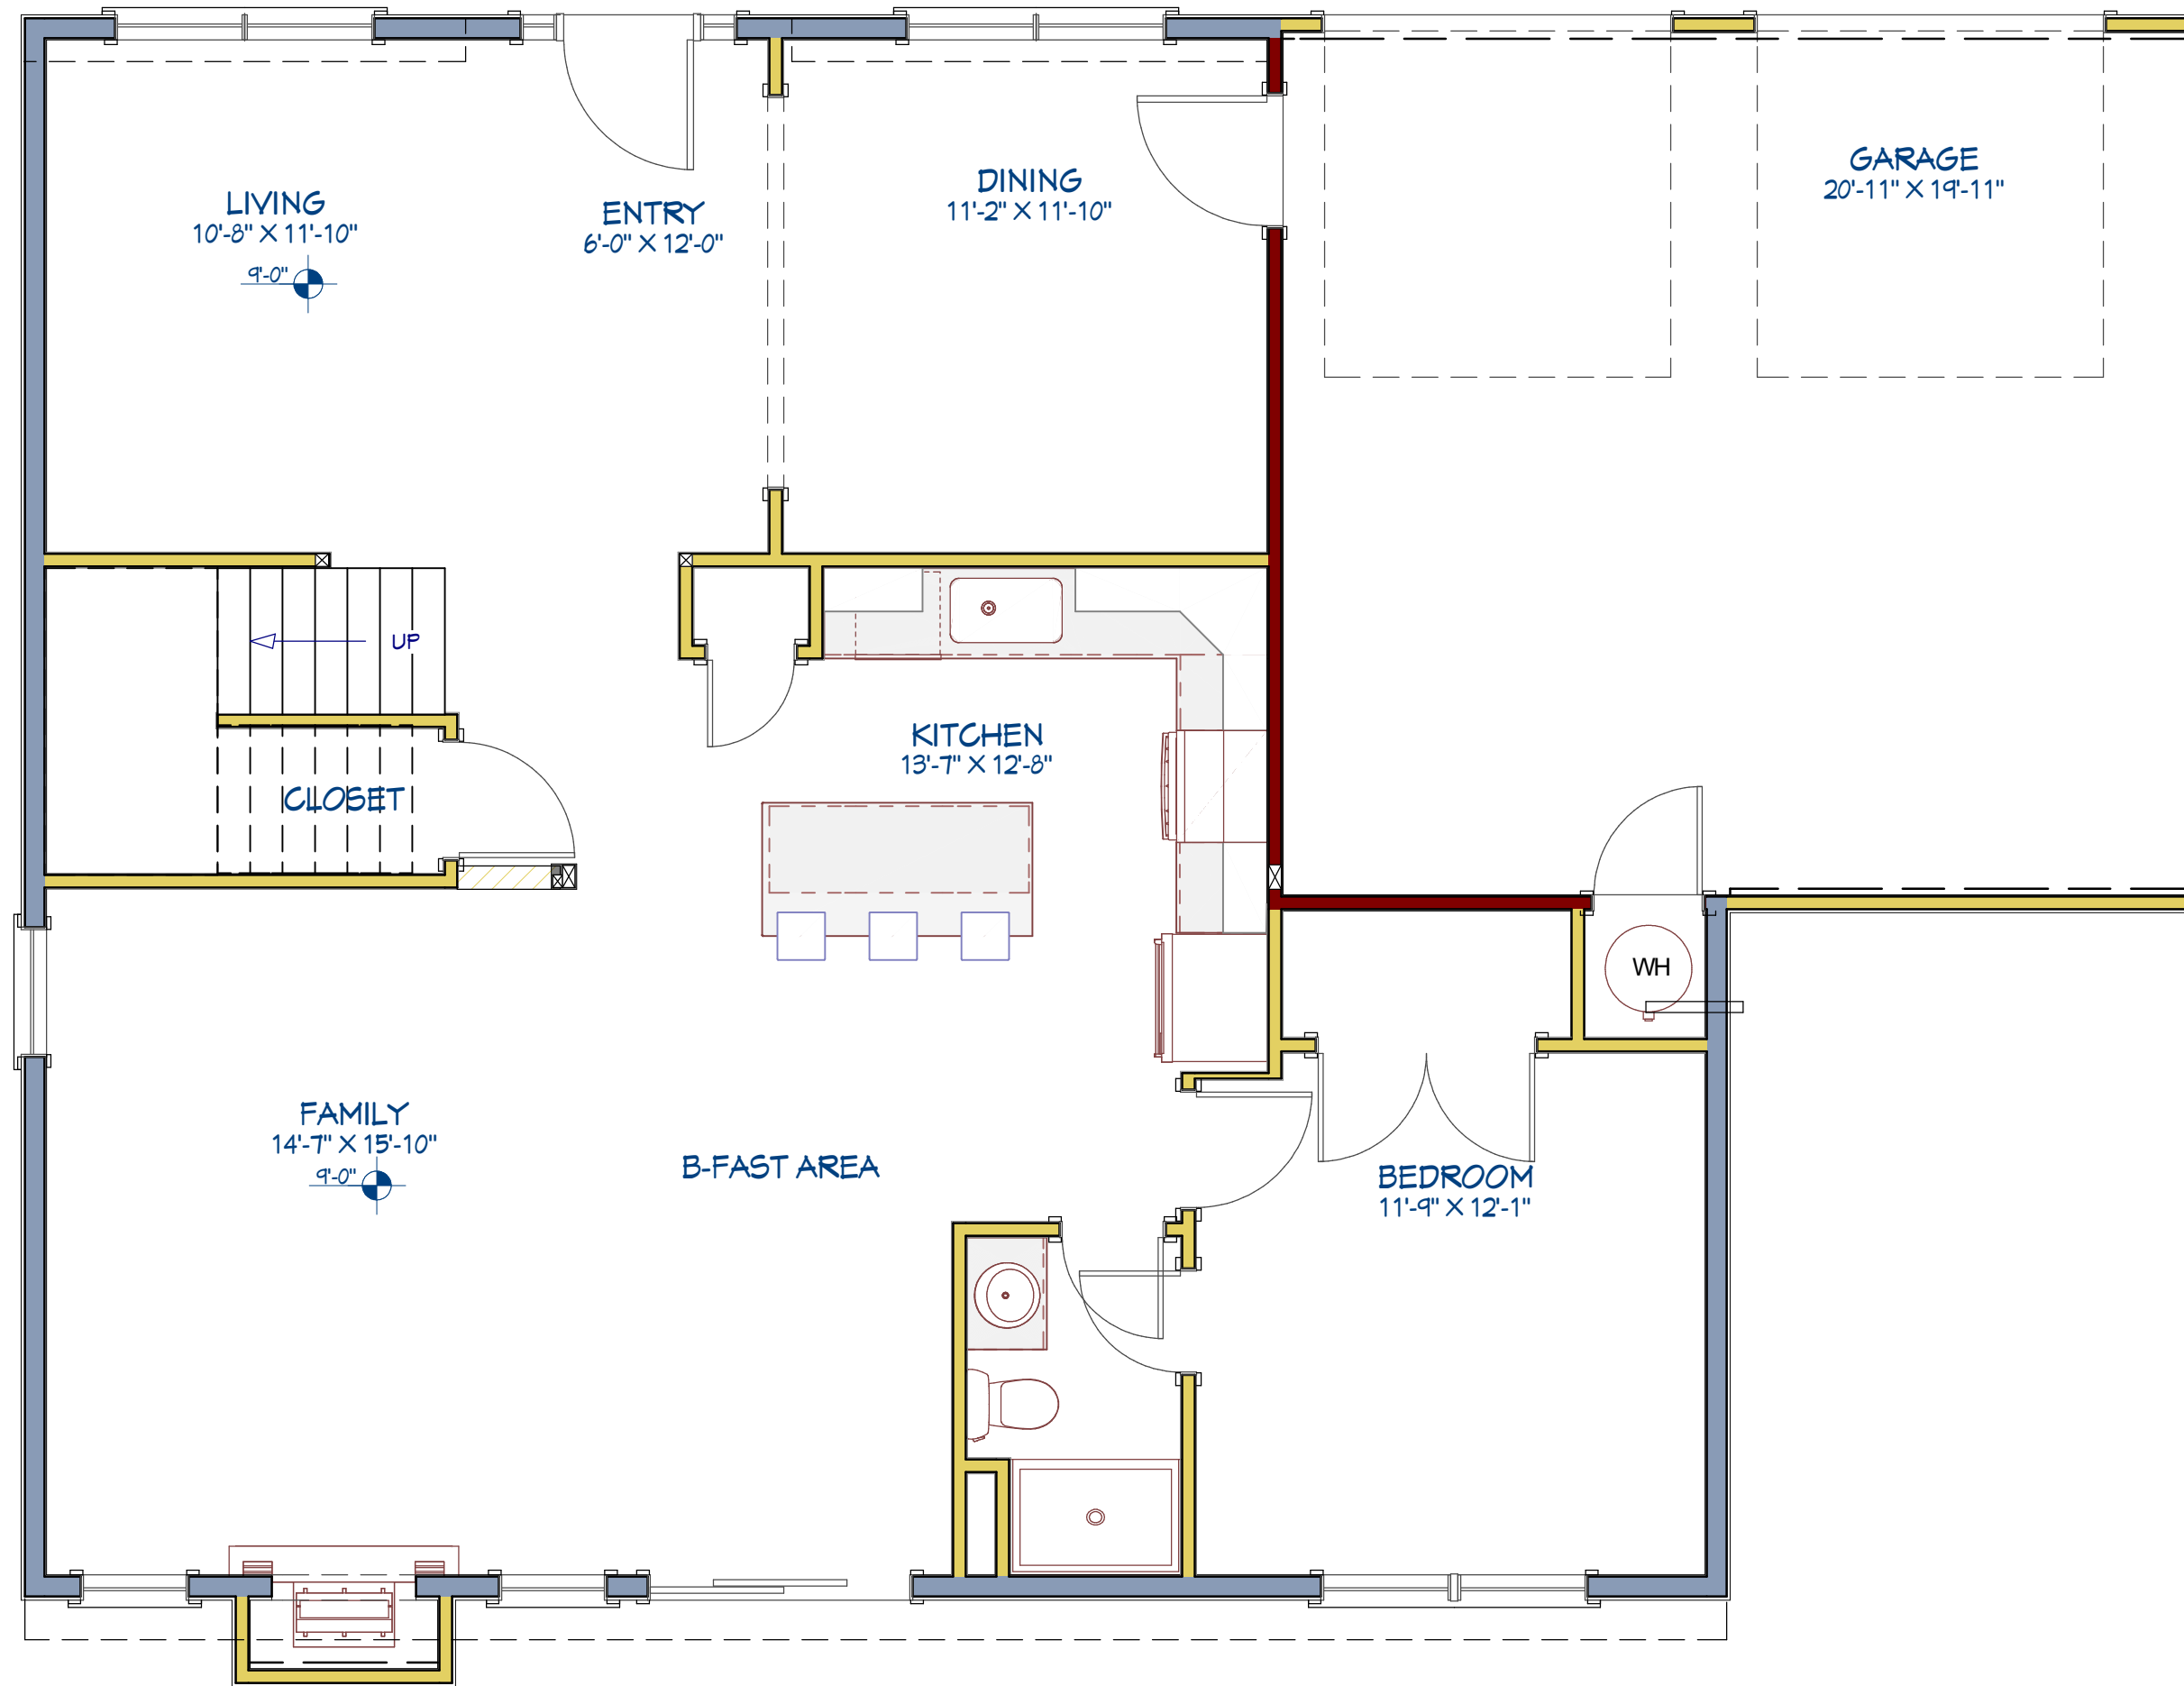 GARAGE
20'-11" X 19'-11"
DINING
11'-2" X 11'-10"
LIVING
10'-8" X 11'-10"
9'-0"
ENTRY
6'-0" X 12'-0"
UP
KITCHEN
13'-7" X 12'-8"
CLOSET
WH
FAMILY
14'-7" X 15'-10"
9'-0"
B-FAST AREA
BEDROOM
11'-9" X 12'-1"